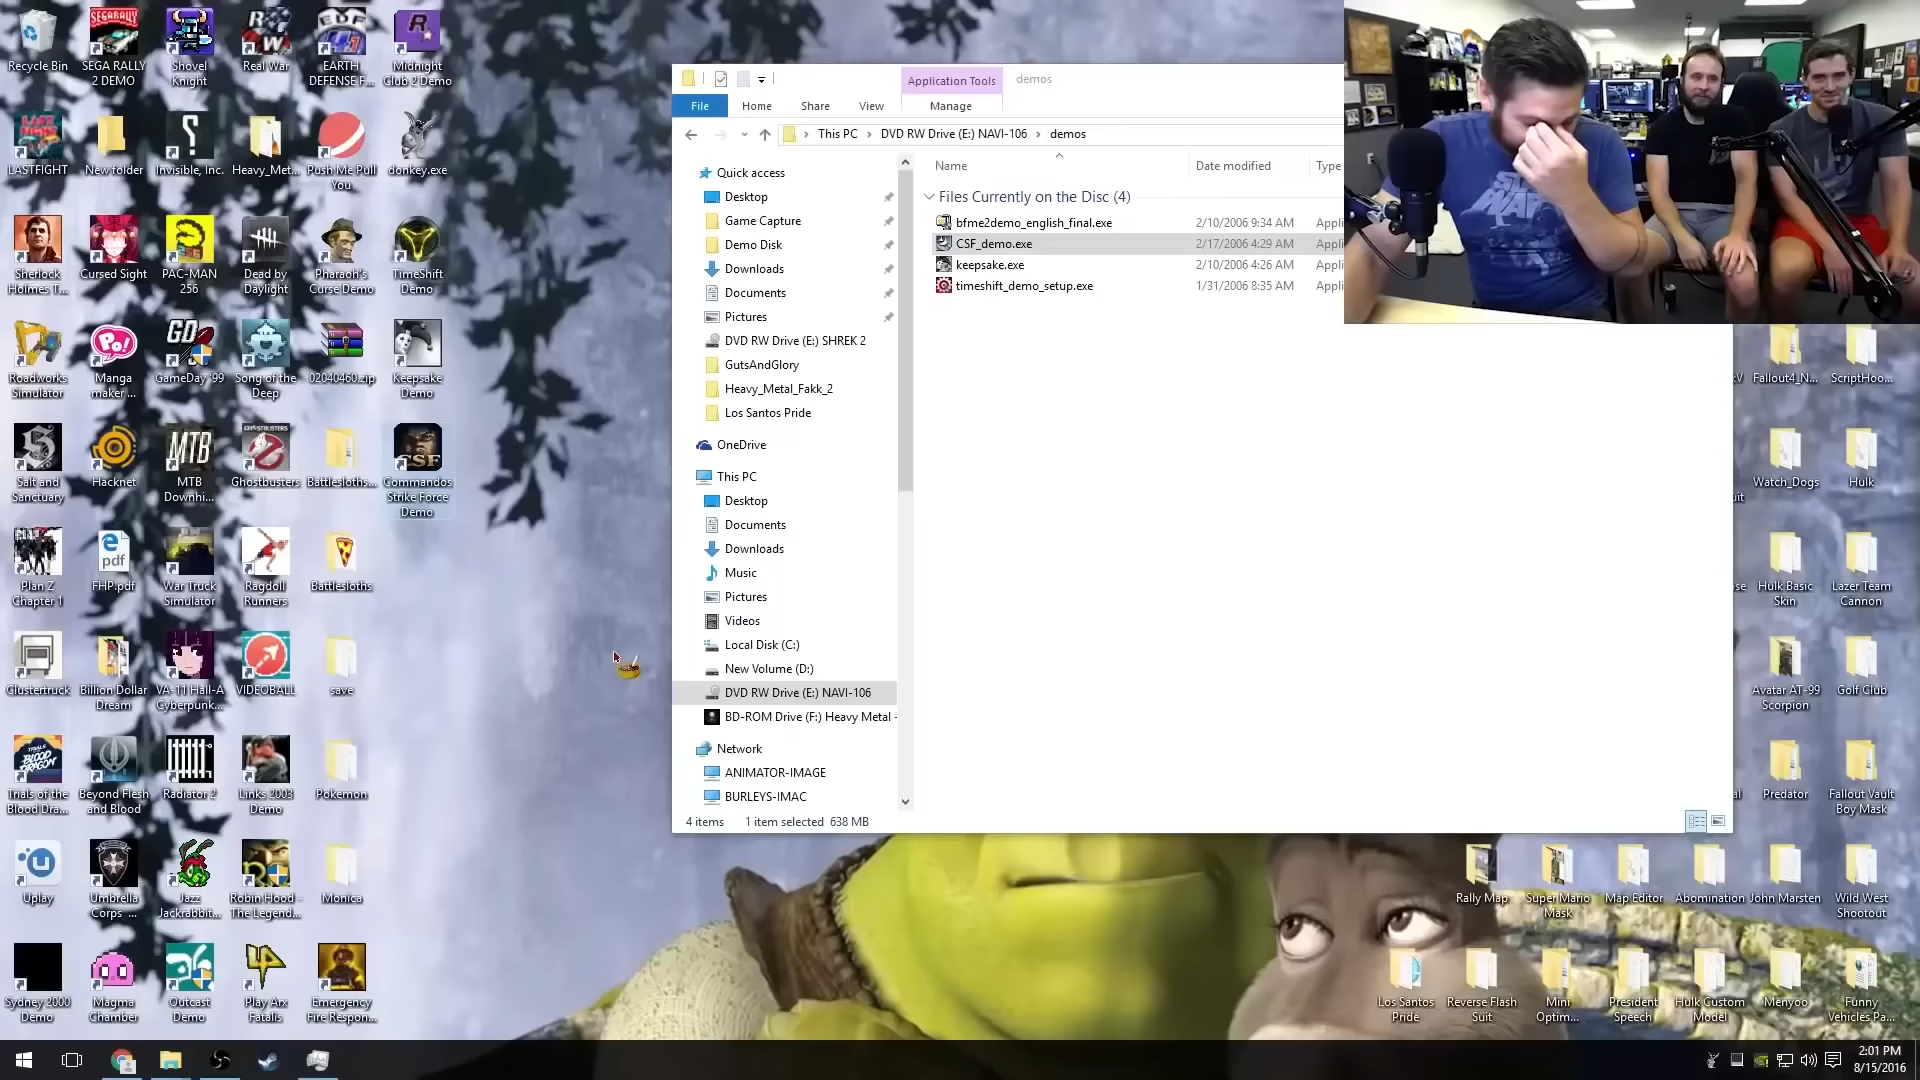 Recycle Bin
SEGA RALLY
2 DEMO
Shovel
Knight
Real War
EARTH
DEFENSE F...
Midnight
Club 2 Demo
LASTFIGHT
New folder
Invisible, Inc.
Heavy_Met...
Push Me Pull
You
donkey.exe
Sherlock
Holmes T...
Cursed Sight
PAC-MAN
256
Dead by
Daylight
Pharaoh's
Curse Demo
TimeShift
Demo
Roadworks
Simulator
Manga
maker ...
GameDay '99
Song of the
Deep
02040460.zip
Keepsake
Demo
Salt and
Sanctuary
Hacknet
MTB
Downhi...
Ghostbusters
Battlesloths...
Commandos
Strike Force
Demo
Plan Z
Chapter 1
FHP.pdf
War Truck
Simulator
Ragdoll
Runners
Battlesloths
Clustertruck
Billion Dollar
Dream
VA-11 Hall-A
Cyberpunk...
VIDEOBALL
save
Trials of the
Blood Dra...
Beyond Flesh
and Blood
Radiator 2
Links 2003
Demo
Pokemon
Uplay
Umbrella
Corps ...
Jazz
Jackrabbit...
Robin Hood -
The Legend...
Monica
Sydney 2000
Demo
Magma
Chamber
Outcast
Demo
Play Arx
Fatalis
Emergency
Fire Respon...
Application Tools
demos
File
Home
Share
View
Manage
This PC
DVD RW Drive (E:) NAVI-106
demos
Name
Date modified
Type
Files Currently on the Disc (4)
bfme2demo_english_final.exe 2/10/2006 9:34 AM Appli
CSF_demo.exe 2/17/2006 4:29 AM Appli
keepsake.exe 2/10/2006 4:26 AM Appli
timeshift_demo_setup.exe 1/31/2006 8:35 AM Appli
Quick access
Desktop
Game Capture
Demo Disk
Downloads
Documents
Pictures
DVD RW Drive (E:) SHREK 2
GutsAndGlory
Heavy_Metal_Fakk_2
Los Santos Pride
OneDrive
This PC
Desktop
Documents
Downloads
Music
Pictures
Videos
Local Disk (C:)
New Volume (D:)
DVD RW Drive (E:) NAVI-106
BD-ROM Drive (F:) Heavy Metal -
Network
ANIMATOR-IMAGE
BURLEYS-IMAC
4 items 1 item selected 638 MB
Fallout4_N...
ScriptHoo...
Watch_Dogs
Hulk
Hulk Basic
Skin
Lazer Team
Cannon
Avatar AT-99
Scorpion
Golf Club
Predator
Fallout Vault
Boy Mask
Rally Map
Super Mario
Mask
Map Editor
Abomination
John Marsten
Wild West
Shootout
Los Santos
Pride
Reverse Flash
Suit
Mini
Optim...
President
Speech
Hulk Custom
Model
Menyoo
Funny
Vehicles Pa...
2:01 PM
8/15/2016